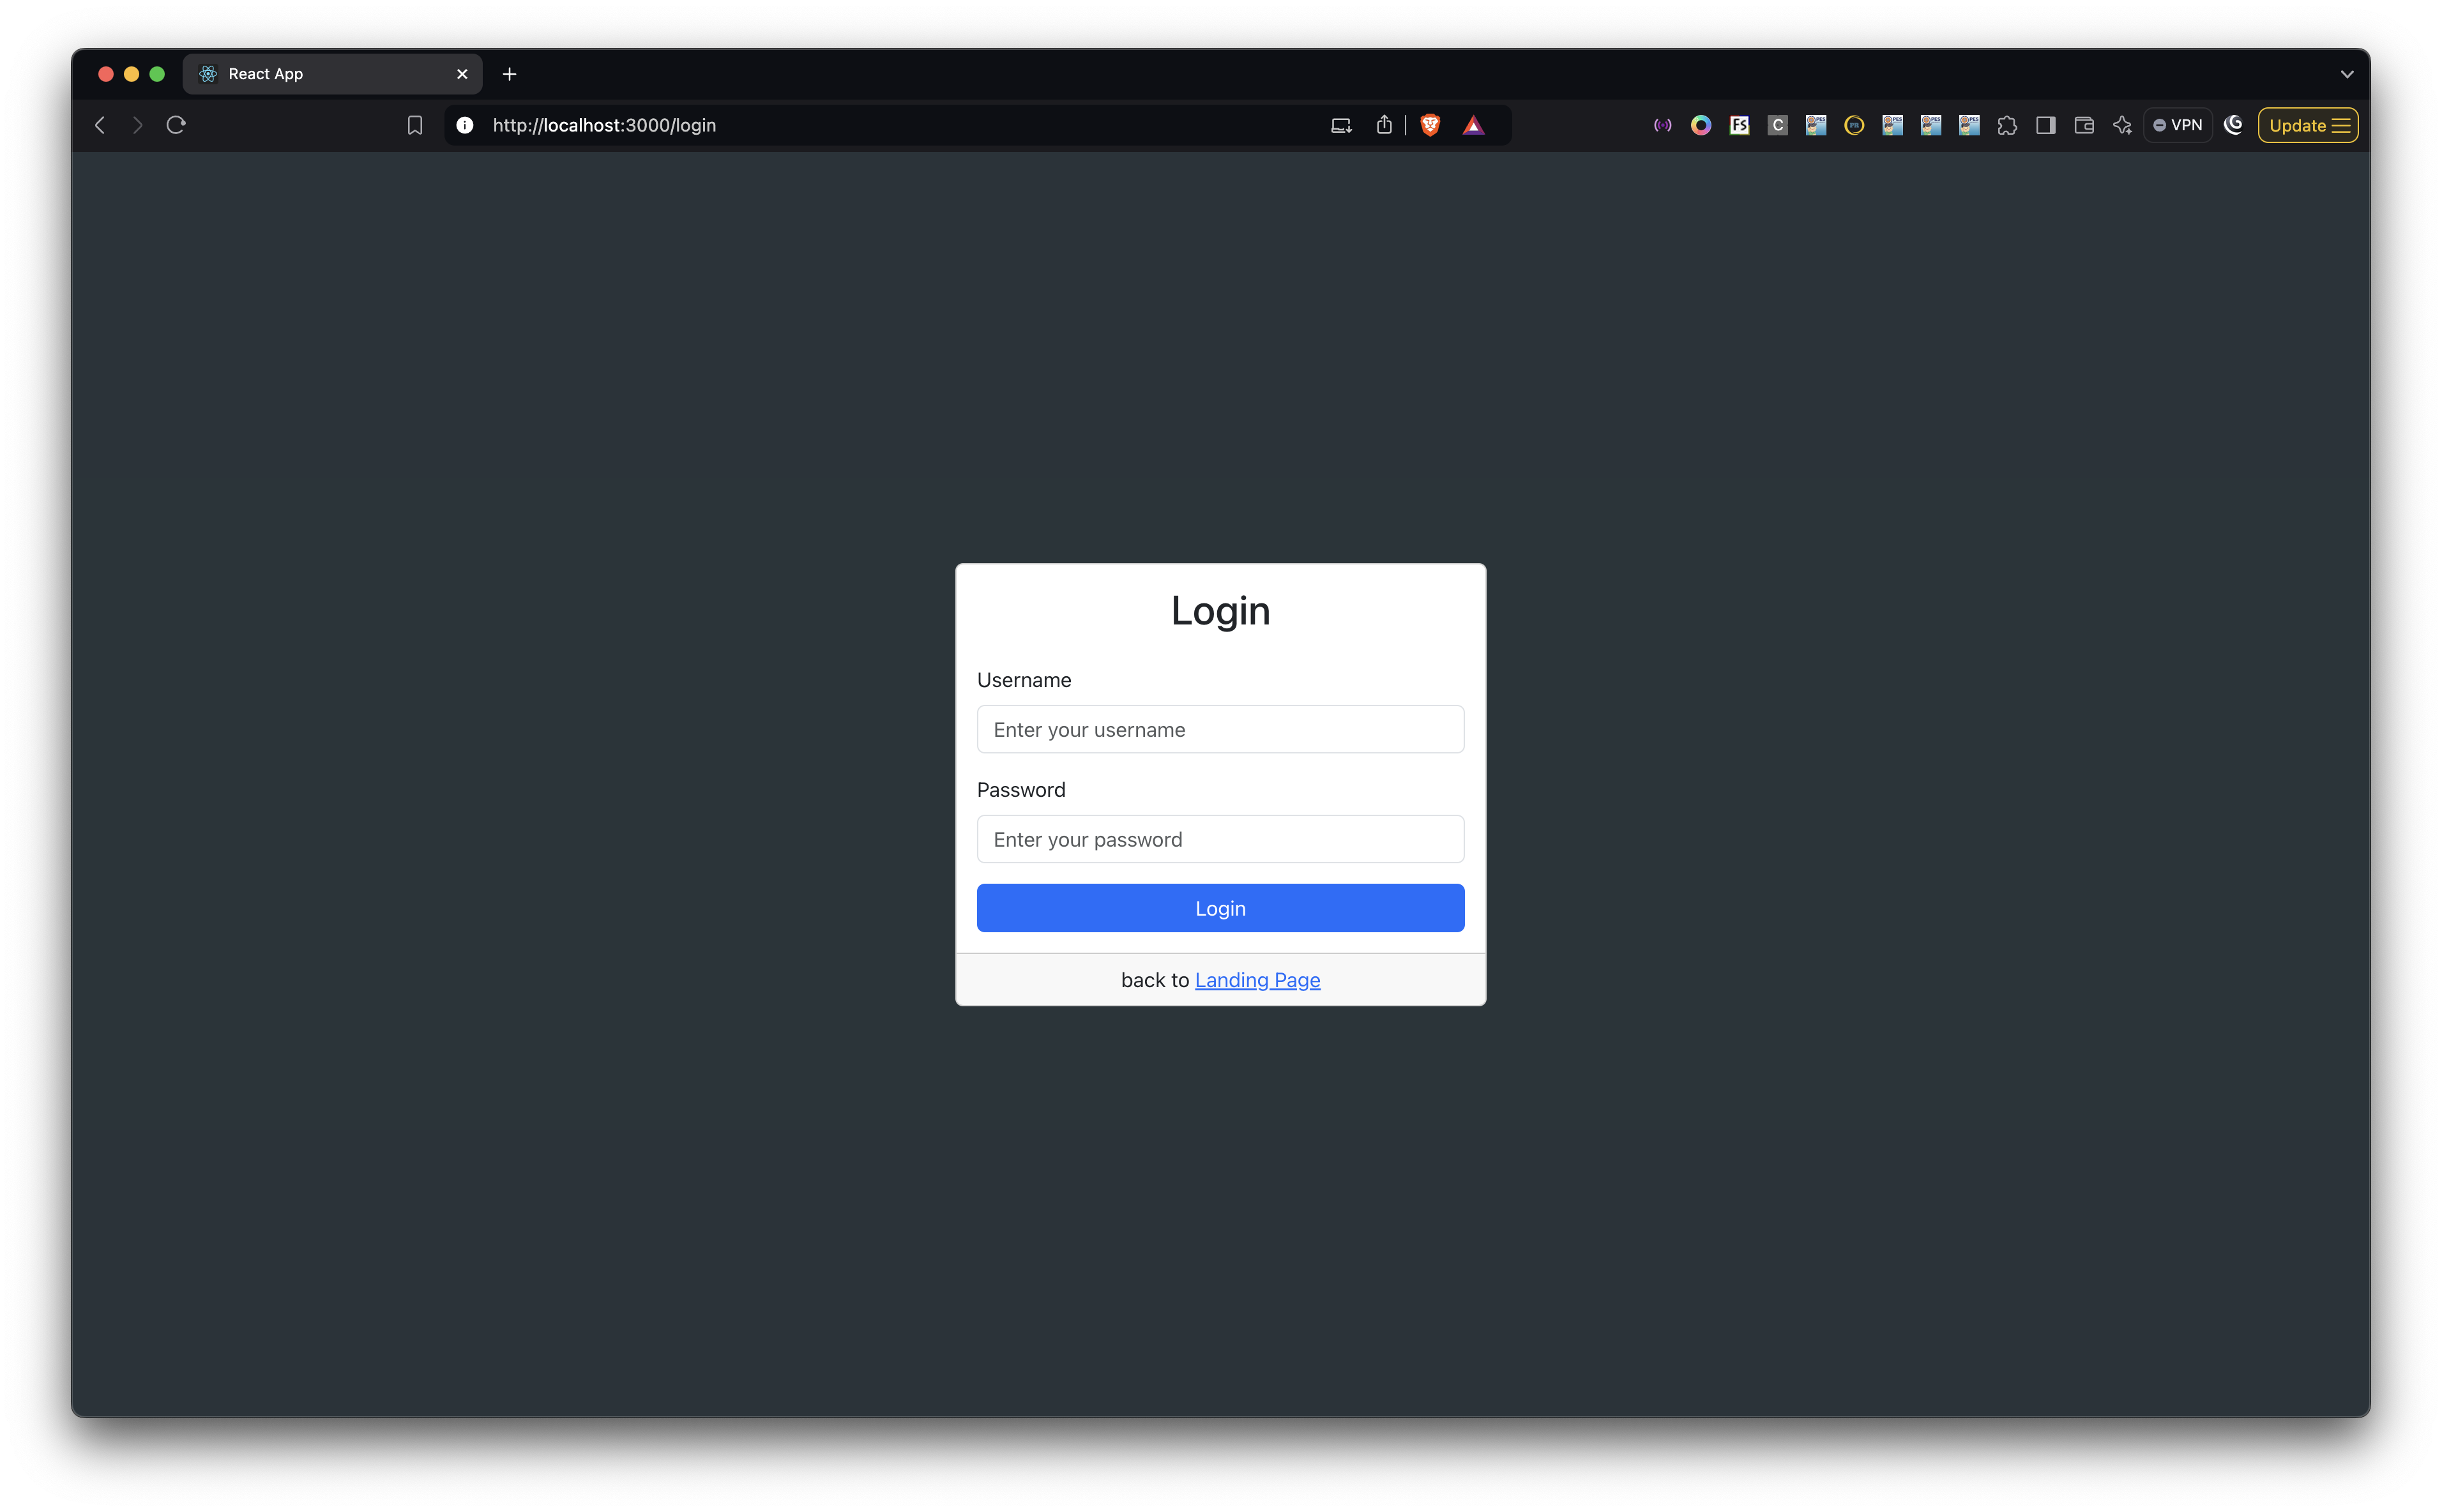 React App
http://localhost:3000/login
FS
C
VPN
Update
Login
Username
Enter your username
Password
Enter your password
Login
back to Landing Page